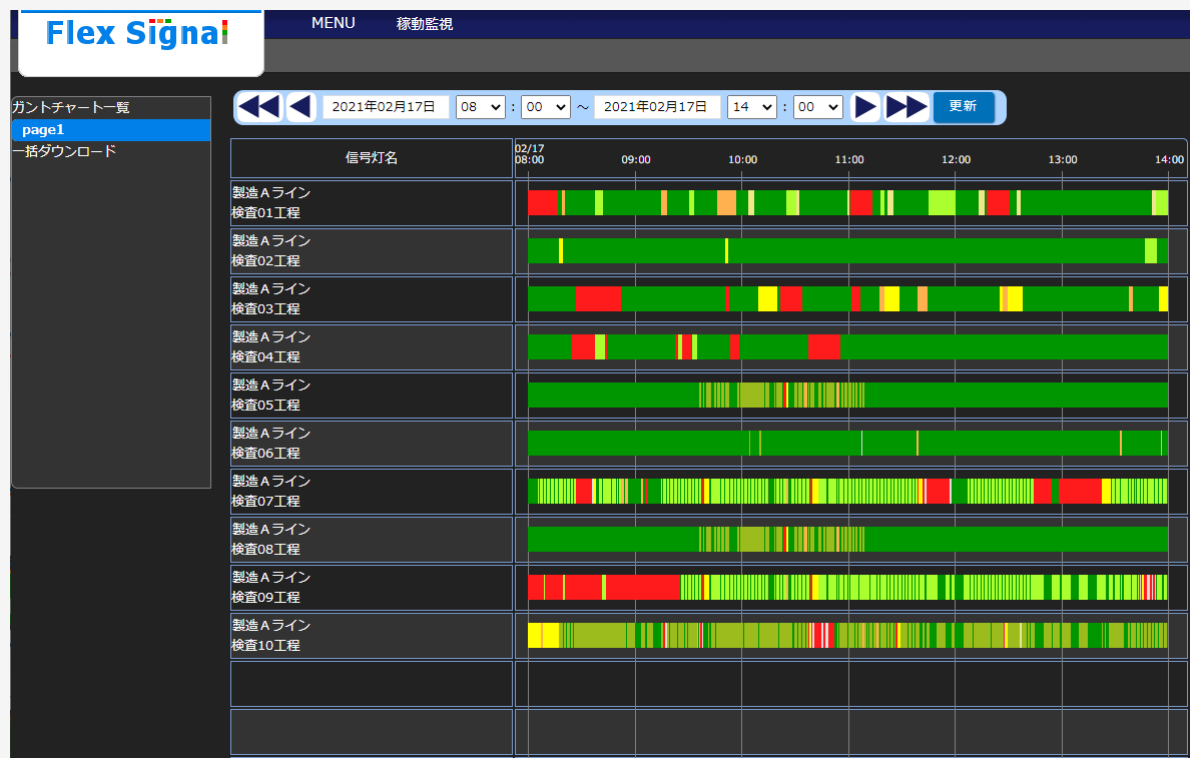 Flex Signal
MENU 稼動監視
ガントチャート一覧
page1
一括ダウンロード
2021年02月17日 08 : 00 ～ 2021年02月17日 14 : 00 更新
信号灯名
02/17
08:00 09:00 10:00 11:00 12:00 13:00 14:00
製造Aライン
検査01工程
製造Aライン
検査02工程
製造Aライン
検査03工程
製造Aライン
検査04工程
製造Aライン
検査05工程
製造Aライン
検査06工程
製造Aライン
検査07工程
製造Aライン
検査08工程
製造Aライン
検査09工程
製造Aライン
検査10工程